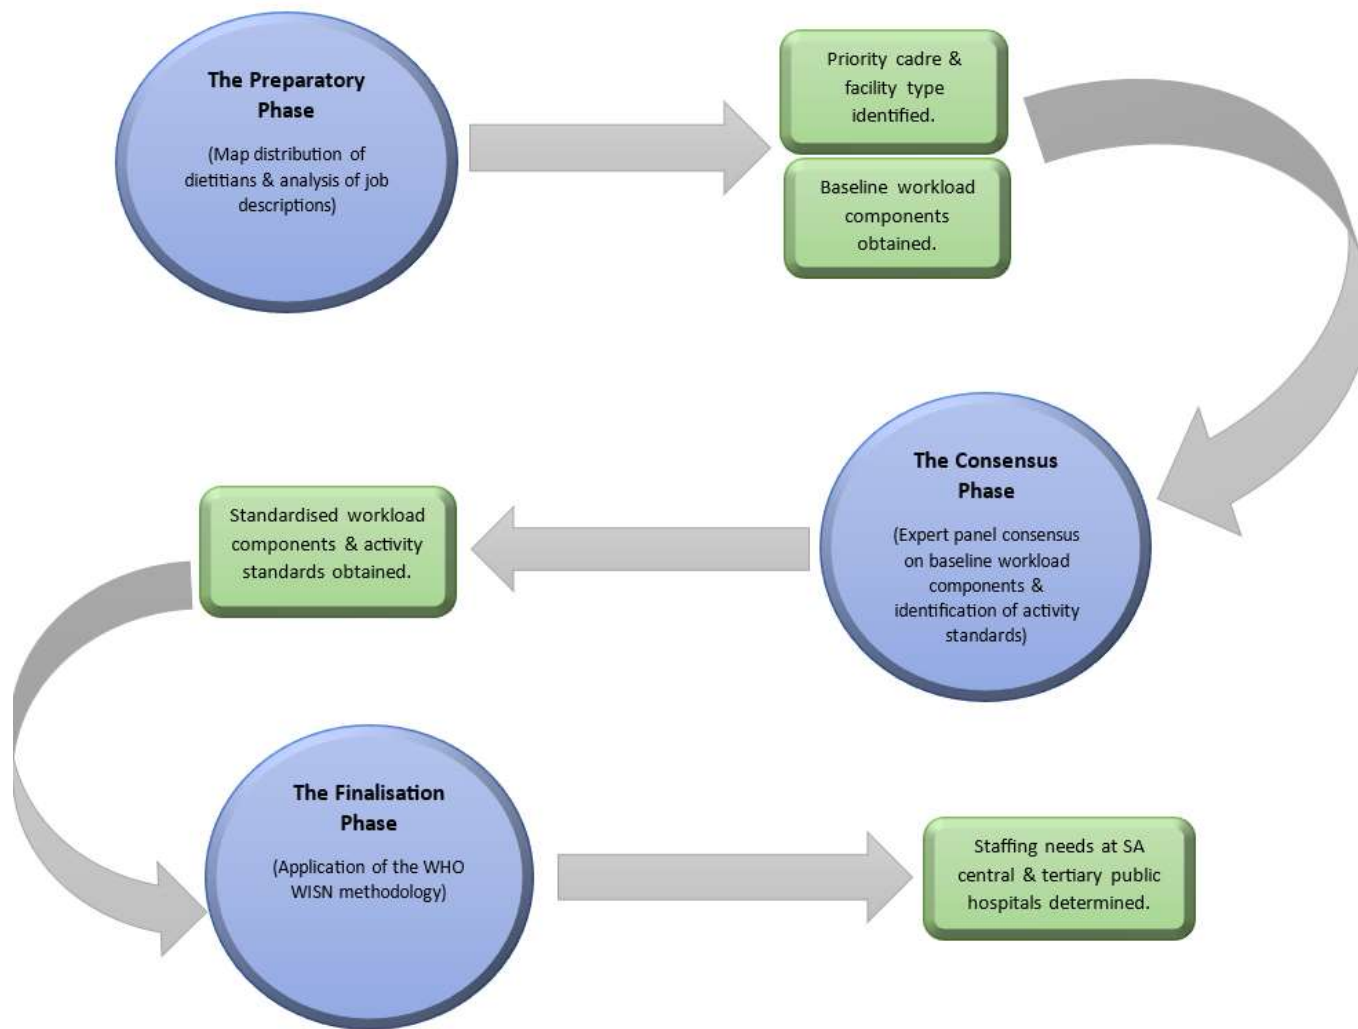 The Preparatory
Phase
(Map distribution of
dietitians & analysis of job
descriptions)
Priority cadre &
facility type
identified.
Baseline workload
components
obtained.
The Consensus
Phase
(Expert panel consensus
on baseline workload
components &
identification of activity
standards)
Standardised workload
components & activity
standards obtained.
The Finalisation
Phase
(Application of the WHO
WISN methodology)
Staffing needs at SA
central & tertiary public
hospitals determined.